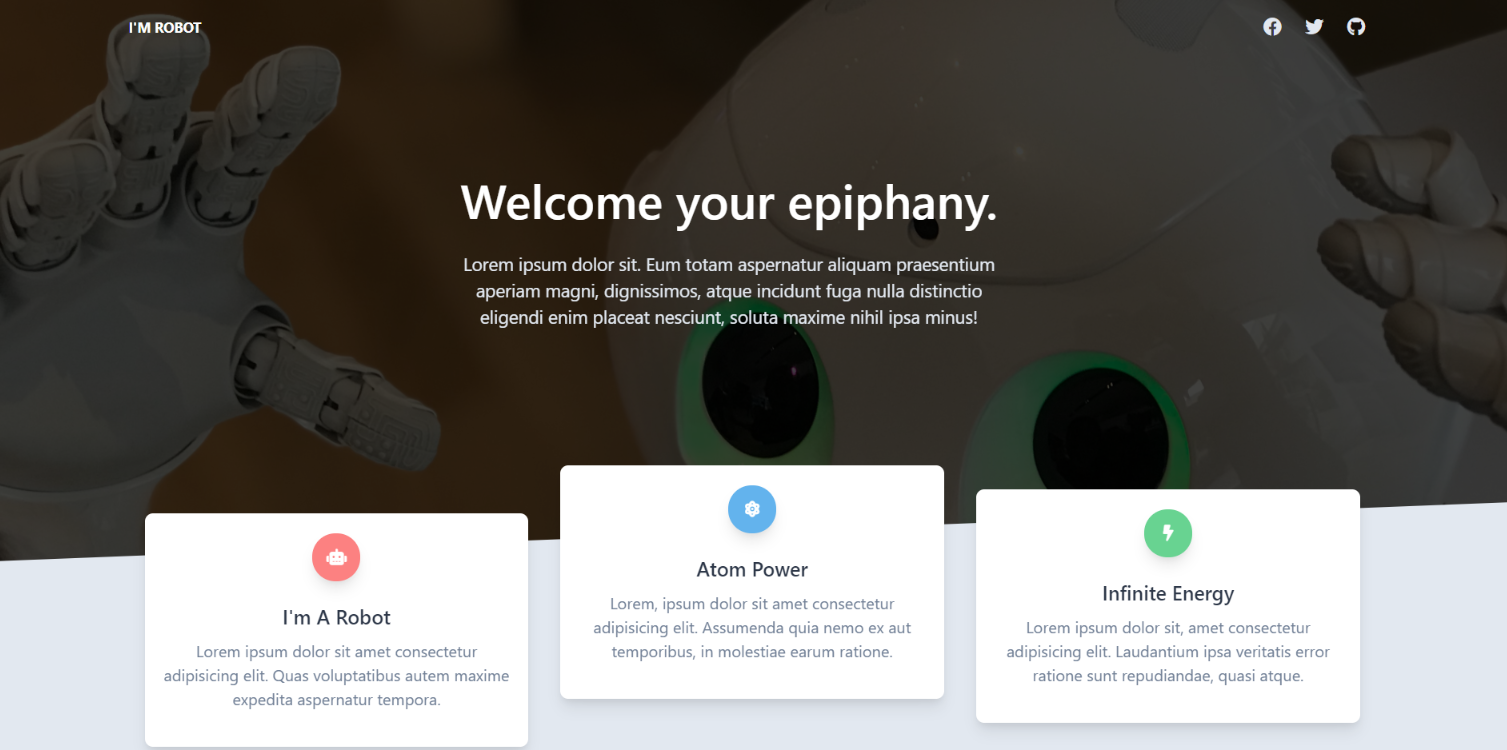 I'M ROBOT
Welcome your epiphany.
Lorem ipsum dolor sit. Eum totam aspernatur aliquam praesentium
aperiam magni, dignissimos, atque incidunt fuga nulla distinctio
eligendi enim placeat nesciunt, soluta maxime nihil ipsa minus!
I'm A Robot
Lorem ipsum dolor sit amet consectetur
adipisicing elit. Quas voluptatibus autem maxime
expedita aspernatur tempora.
Atom Power
Lorem, ipsum dolor sit amet consectetur
adipisicing elit. Assumenda quia nemo ex aut
temporibus, in molestiae earum ratione.
Infinite Energy
Lorem ipsum dolor sit, amet consectetur
adipisicing elit. Laudantium ipsa veritatis error
ratione sunt repudiandae, quasi atque.